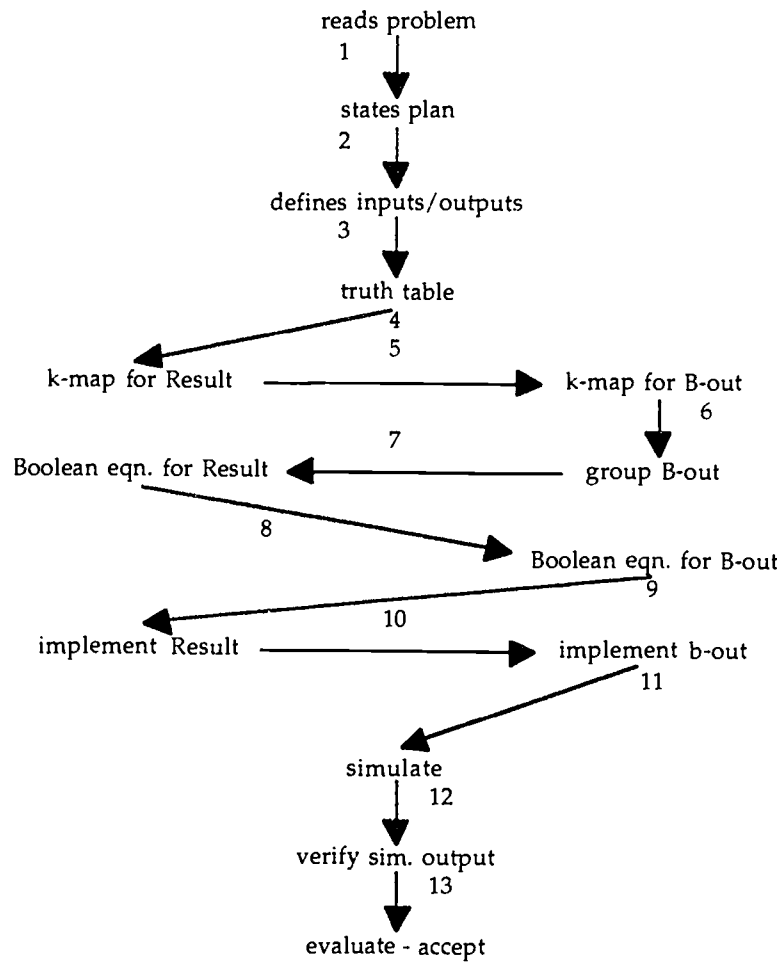 reads problem
1
states plan
2
defines inputs/outputs
3
truth table
4
5
k-map for Result
k-map for B-out
6
7
Boolean eqn. for Result
group B-out
8
Boolean eqn. for B-out
9
10
implement Result
implement b-out
11
simulate
12
verify sim. output
13
evaluate - accept